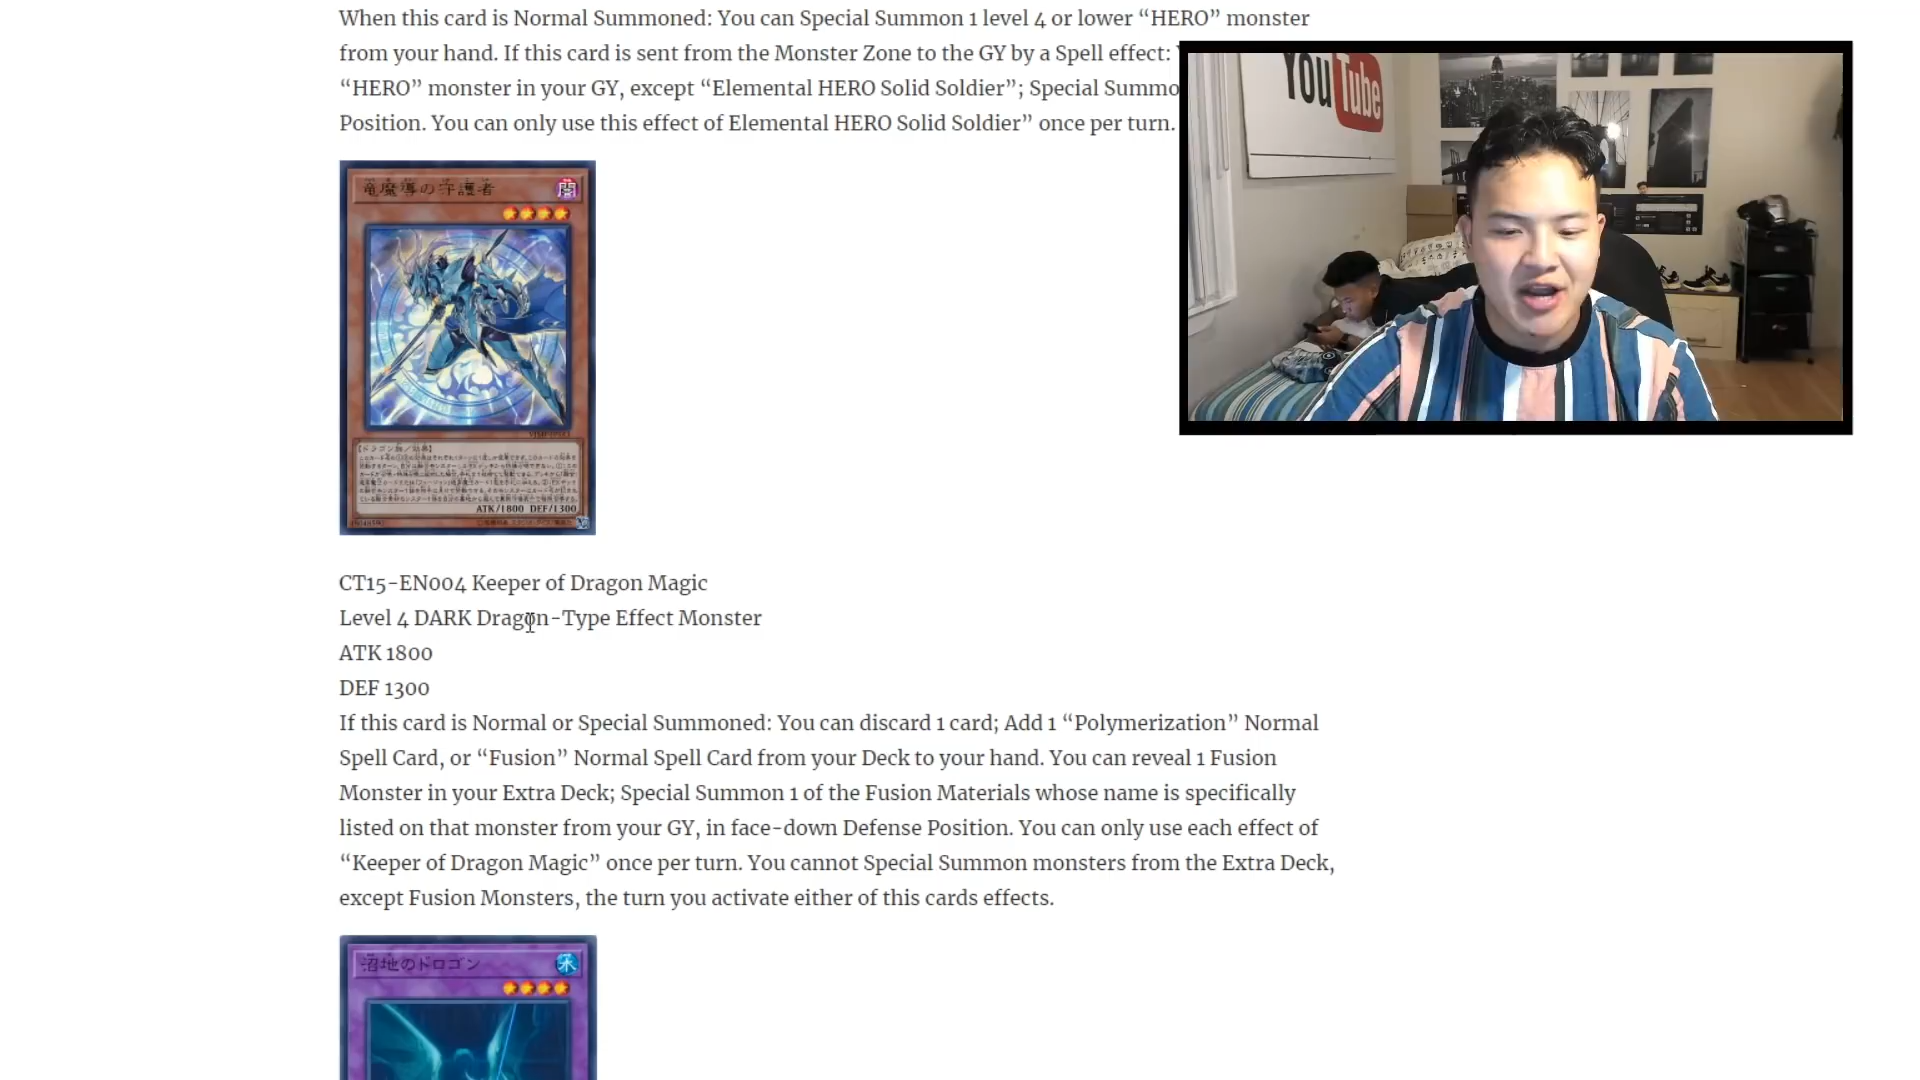 When this card is Normal Summoned: You can Special Summon 1 level 4 or lower “HERO” monster
from your hand. If this card is sent from the Monster Zone to the GY by a Spell effect:
“HERO” monster in your GY, except “Elemental HERO Solid Soldier”; Special Summo
Position. You can only use this effect of Elemental HERO Solid Soldier” once per turn.
You Tube
竜魔導の守護者
闇
ATK/1800 DEF/1300
CT15-EN004 Keeper of Dragon Magic
Level 4 DARK Dragon-Type Effect Monster
ATK 1800
DEF 1300
If this card is Normal or Special Summoned: You can discard 1 card; Add 1 “Polymerization” Normal
Spell Card, or “Fusion” Normal Spell Card from your Deck to your hand. You can reveal 1 Fusion
Monster in your Extra Deck; Special Summon 1 of the Fusion Materials whose name is specifically
listed on that monster from your GY, in face-down Defense Position. You can only use each effect of
“Keeper of Dragon Magic” once per turn. You cannot Special Summon monsters from the Extra Deck,
except Fusion Monsters, the turn you activate either of this cards effects.
沼地のドロゴン
水